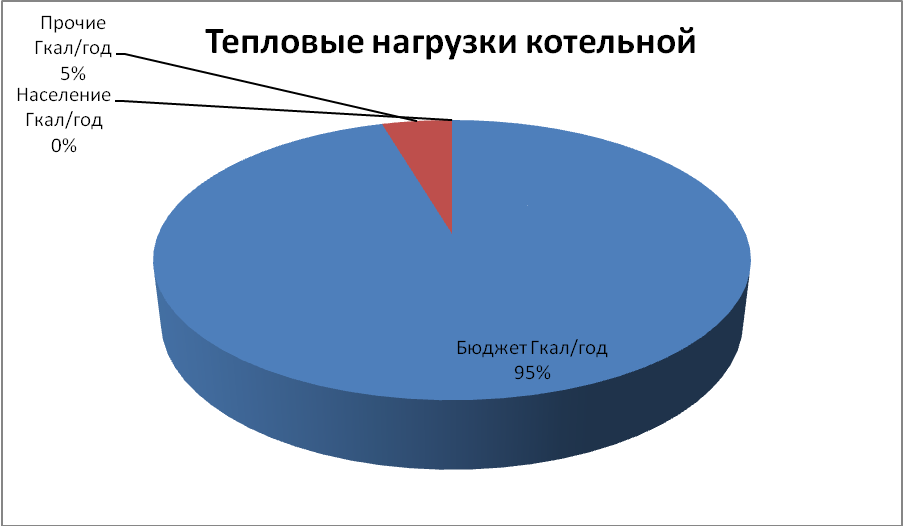 Тепловые нагрузки котельной
Прочие
Гкал/год
5%
Население
Гкал/год
0%
Бюджет Гкал/год
95%